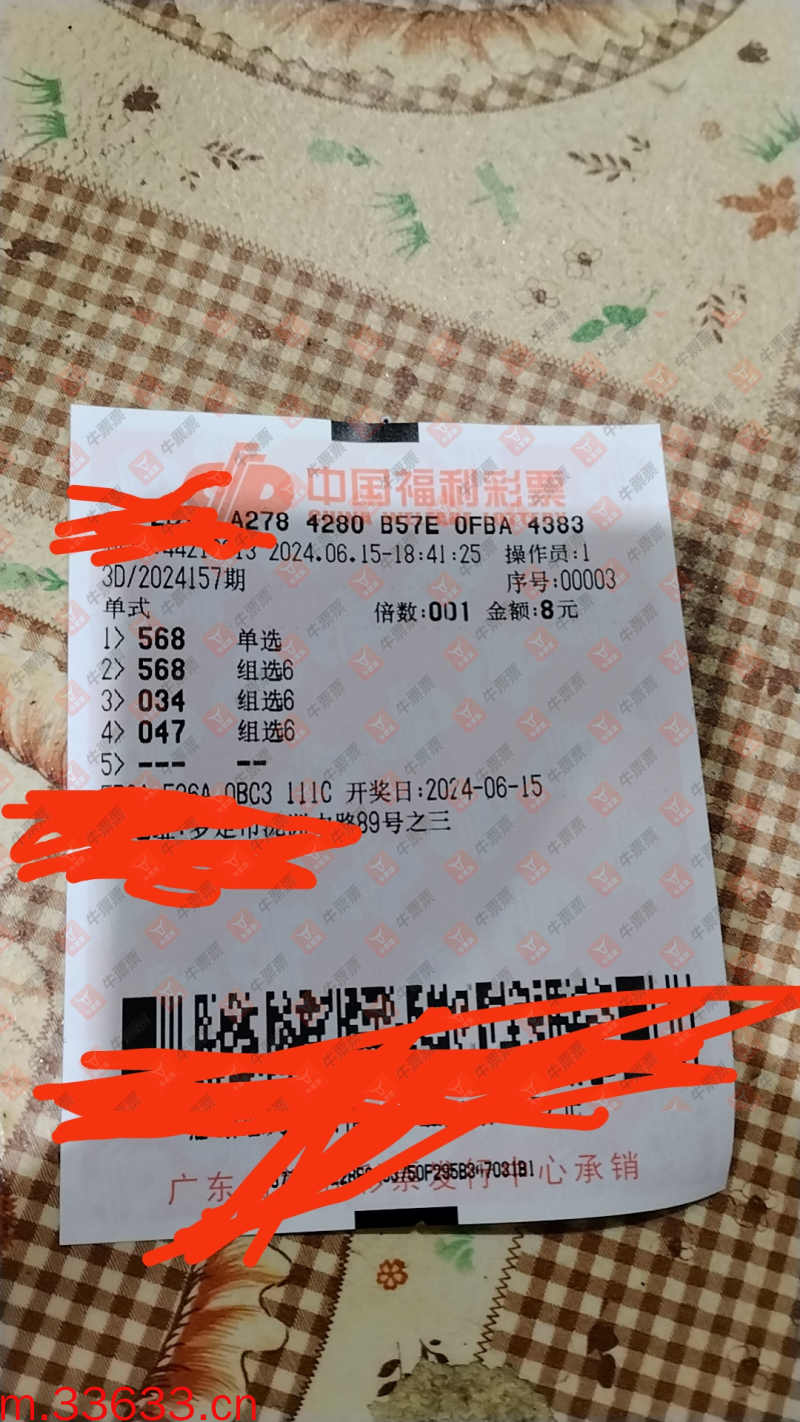 中国福利彩票
A278 4280 B57E 0FBA 4383
2024.06.15-18:41:25 操作员:1
3D/2024157期 序号:00003
单式 倍数:001 金额:8元
1> 568 单选
2> 568 组选6
3> 034 组选6
4> 047 组选6
5> --- --
0BC3 111C 开奖日:2024-06-15
路89号之三
广东 中心承销
牛票票
m.33633.cn